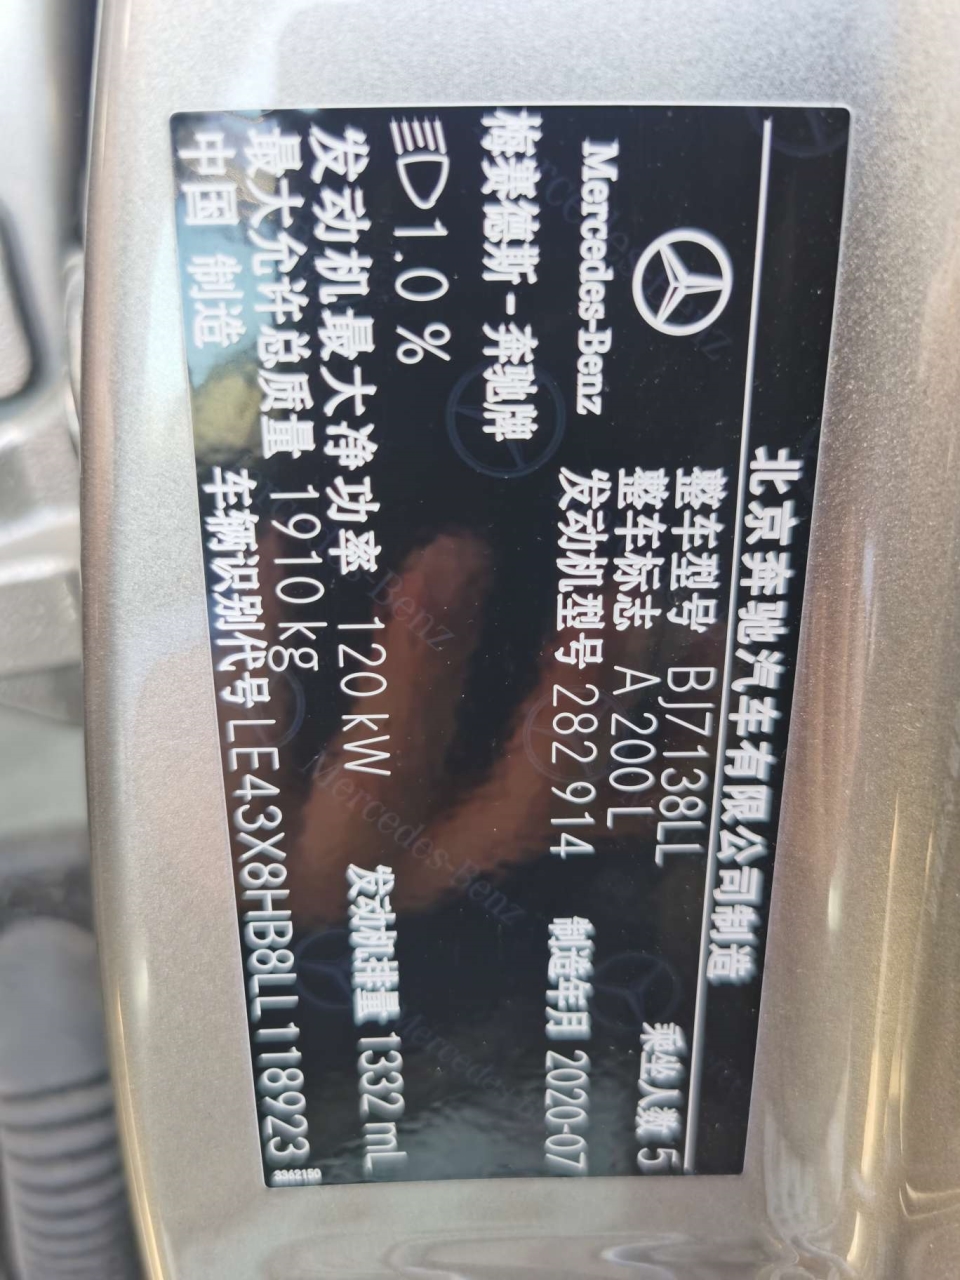 北京奔驰汽车有限公司制造
Mercedes-Benz
整车型号 BJ7138LL
乘坐人数 5
整车标志 A 200 L
发动机型号 282 914
制造年月 2020-07
梅赛德斯-奔驰牌
1.0 %
发动机最大净功率 120 kW
发动机排量 1332 mL
最大允许总质量 1910 kg
中国 制造
车辆识别代号 LE43X8HB8LL118923
3362150